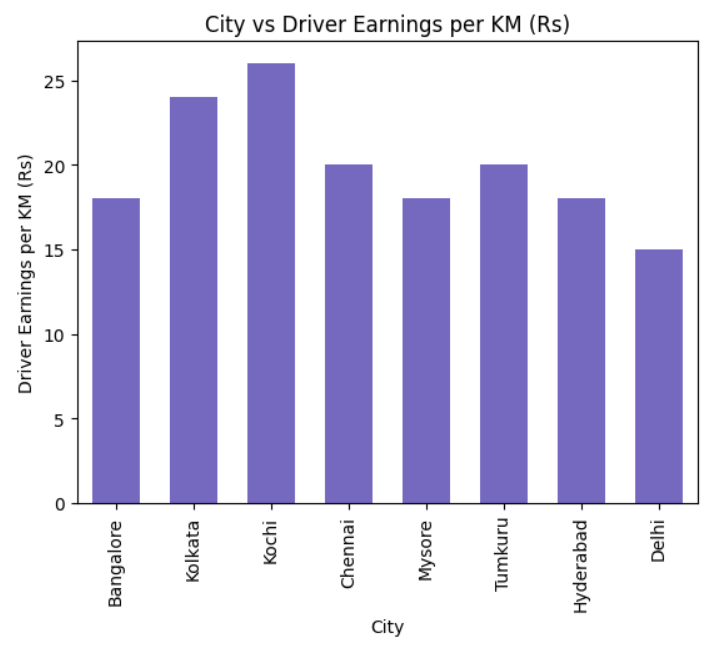 City vs Driver Earnings per KM (Rs)
Driver Earnings per KM (Rs)
25
20
15
10
5
0
Bangalore
Kolkata
Kochi
Chennai
Mysore
Tumkuru
Hyderabad
Delhi
City